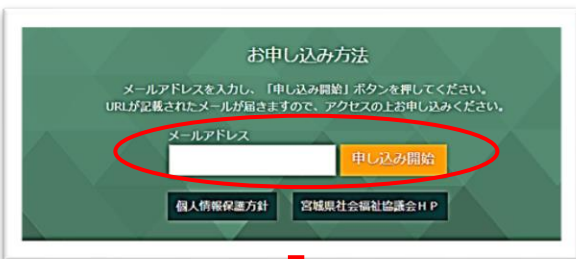 お申し込み方法
メールアドレスを入力し、「申し込み開始」ボタンを押してください。
URLが記載されたメールが届きますので、アクセスの上お申し込みください。
メールアドレス
申し込み開始
個人情報保護方針 宮城県社会福祉協議会HP